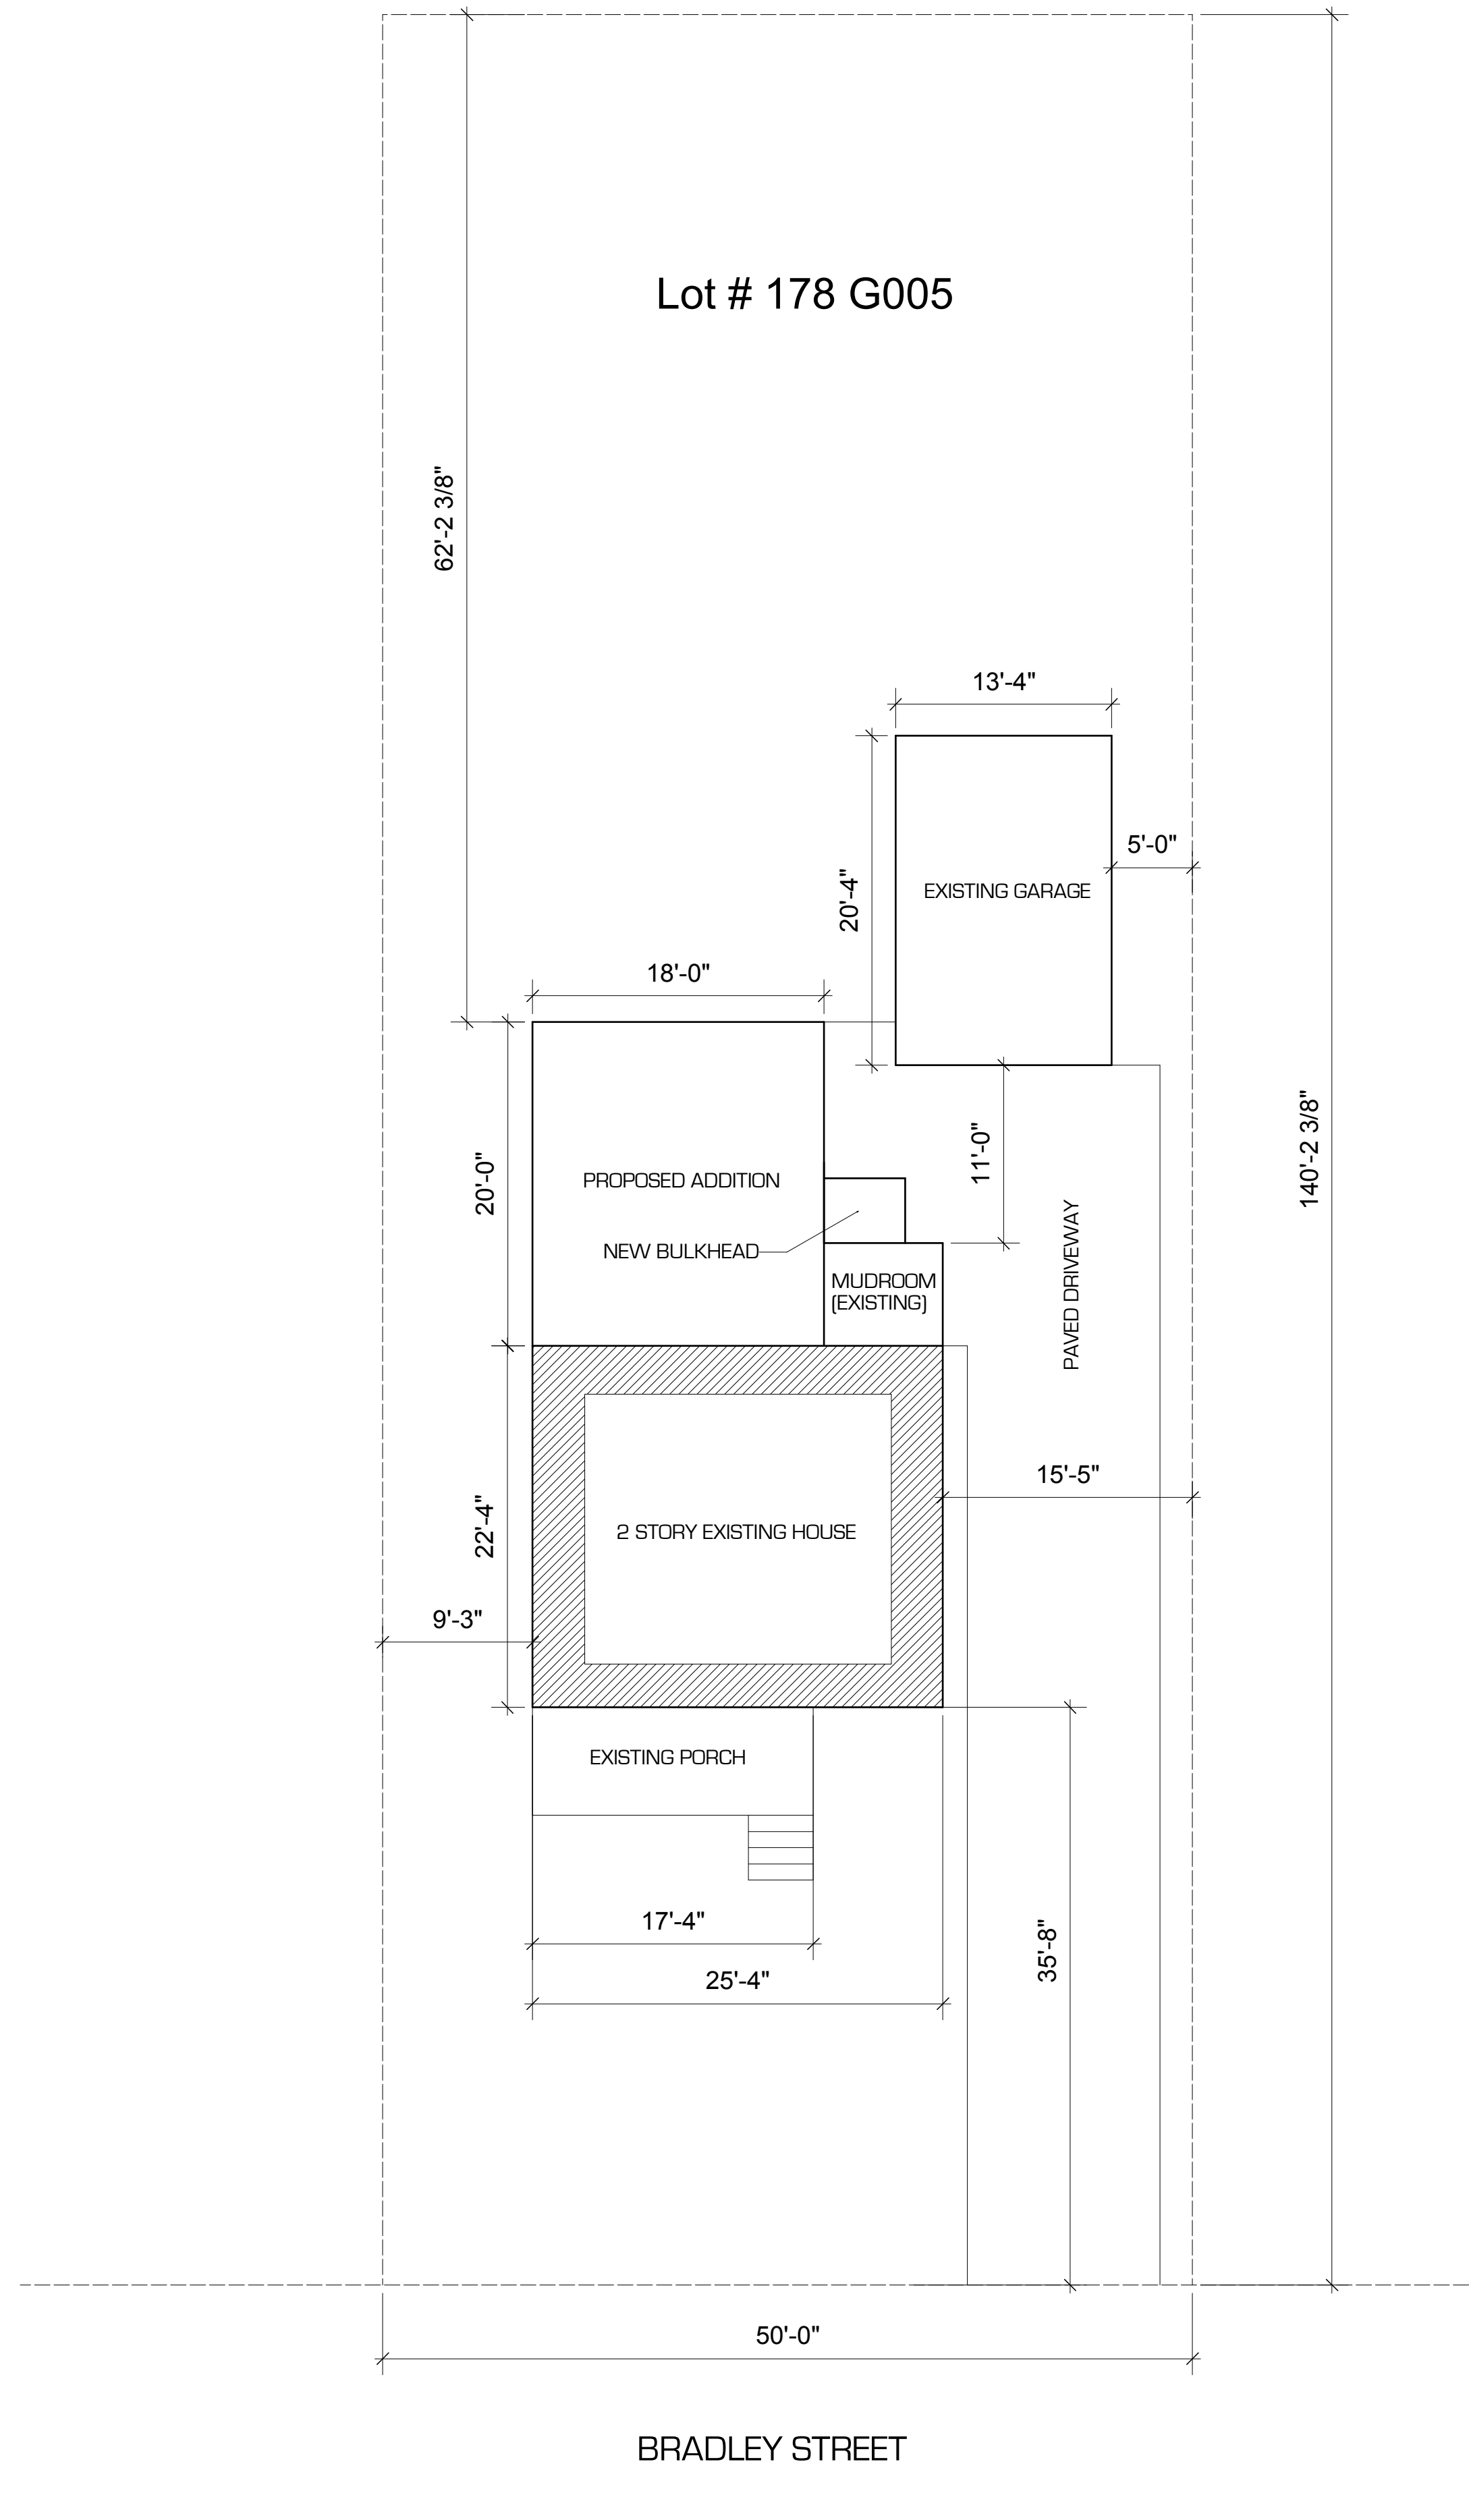 Lot # 178 G005
62'-2 3/8"
13'-4"
5'-0"
20'-4"
EXISTING GARAGE
18'-0"
140'-2 3/8"
11'-0"
20'-0"
PROPOSED ADDITION
NEW BULKHEAD
MUDROOM
(EXISTING)
PAVED DRIVEWAY
15'-5"
22'-4"
2 STORY EXISTING HOUSE
9'-3"
EXISTING PORCH
17'-4"
35'-8"
25'-4"
50'-0"
BRADLEY STREET